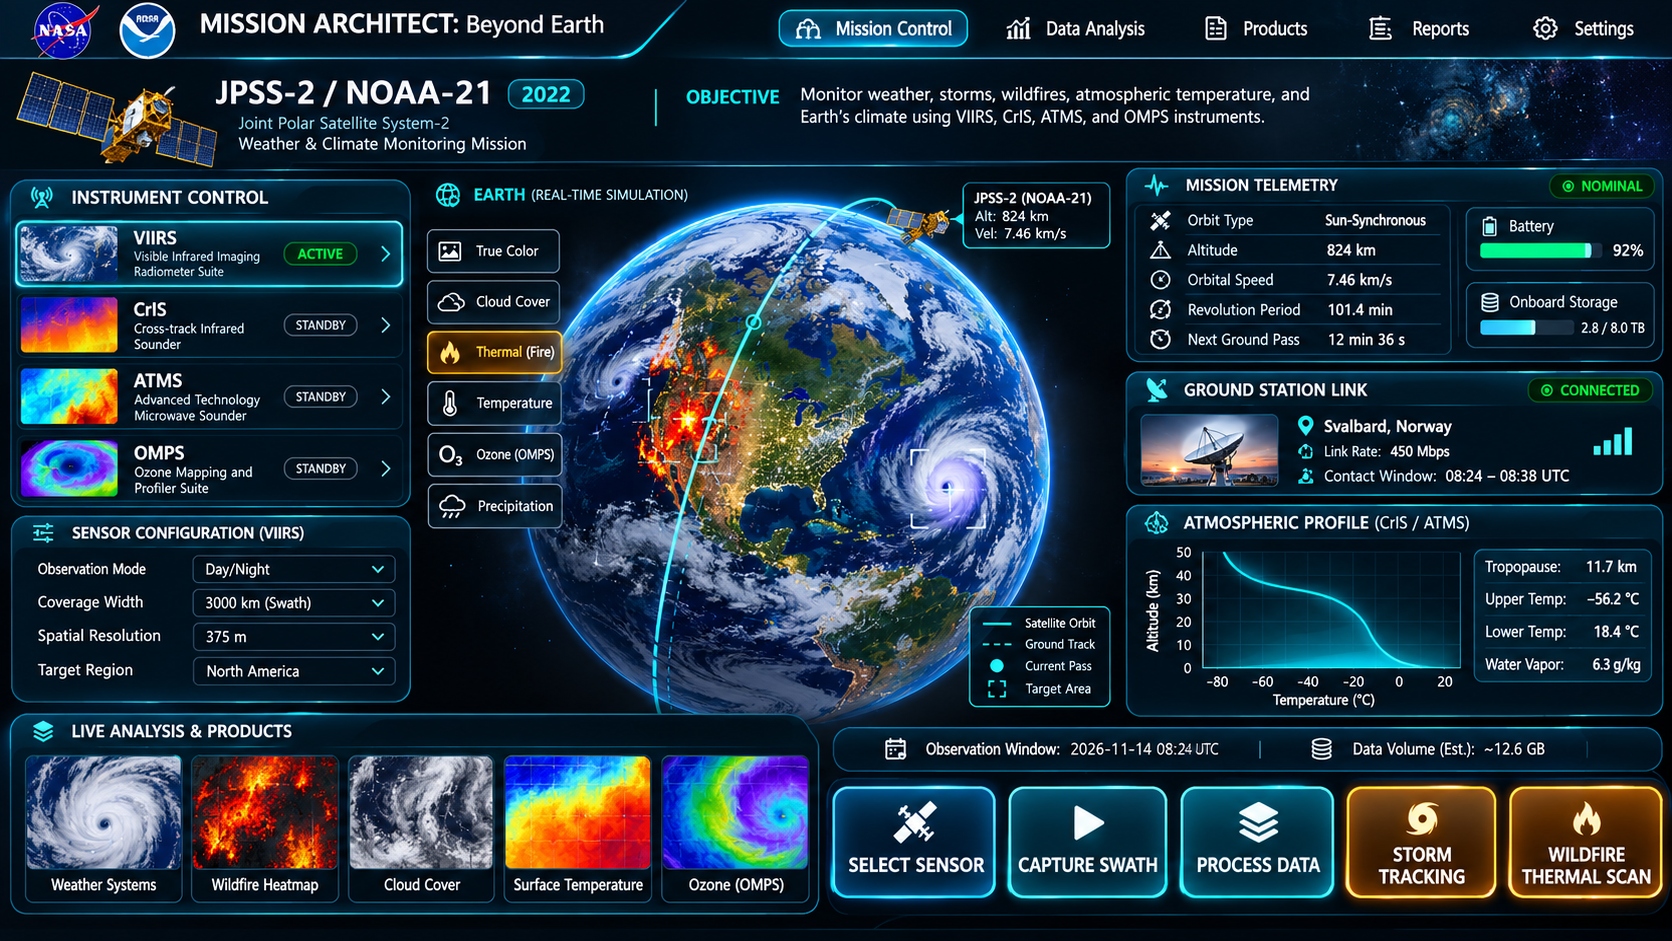 NASA
NOAA
MISSION ARCHITECT: Beyond Earth
Mission Control
Data Analysis
Products
Reports
Settings
JPSS-2 / NOAA-21
2022
Joint Polar Satellite System-2
Weather & Climate Monitoring Mission
OBJECTIVE
Monitor weather, storms, wildfires, atmospheric temperature, and
Earth's climate using VIIRS, CrIS, ATMS, and OMPS instruments.
INSTRUMENT CONTROL
VIIRS
Visible Infrared Imaging
Radiometer Suite
ACTIVE
CrIS
Cross-track Infrared
Sounder
STANDBY
ATMS
Advanced Technology
Microwave Sounder
STANDBY
OMPS
Ozone Mapping and
Profiler Suite
STANDBY
SENSOR CONFIGURATION (VIIRS)
Observation Mode
Day/Night
Coverage Width
3000 km (Swath)
Spatial Resolution
375 m
Target Region
North America
EARTH (REAL-TIME SIMULATION)
True Color
Cloud Cover
Thermal (Fire)
Temperature
O₃ Ozone (OMPS)
Precipitation
JPSS-2 (NOAA-21)
Alt: 824 km
Vel: 7.46 km/s
Satellite Orbit
Ground Track
Current Pass
Target Area
MISSION TELEMETRY
NOMINAL
Orbit Type Sun-Synchronous
Altitude 824 km
Orbital Speed 7.46 km/s
Revolution Period 101.4 min
Next Ground Pass 12 min 36 s
Battery
92%
Onboard Storage
2.8 / 8.0 TB
GROUND STATION LINK
CONNECTED
Svalbard, Norway
Link Rate: 450 Mbps
Contact Window: 08:24 – 08:38 UTC
ATMOSPHERIC PROFILE (CrIS / ATMS)
Altitude (km)
50
40
30
20
10
0
-80 -60 -40 -20 0 20
Temperature (°C)
Tropopause: 11.7 km
Upper Temp: −56.2 °C
Lower Temp: 18.4 °C
Water Vapor: 6.3 g/kg
LIVE ANALYSIS & PRODUCTS
Weather Systems
Wildfire Heatmap
Cloud Cover
Surface Temperature
Ozone (OMPS)
Observation Window: 2026-11-14 08:24 UTC
Data Volume (Est.): ~12.6 GB
SELECT SENSOR
CAPTURE SWATH
PROCESS DATA
STORM
TRACKING
WILDFIRE
THERMAL SCAN